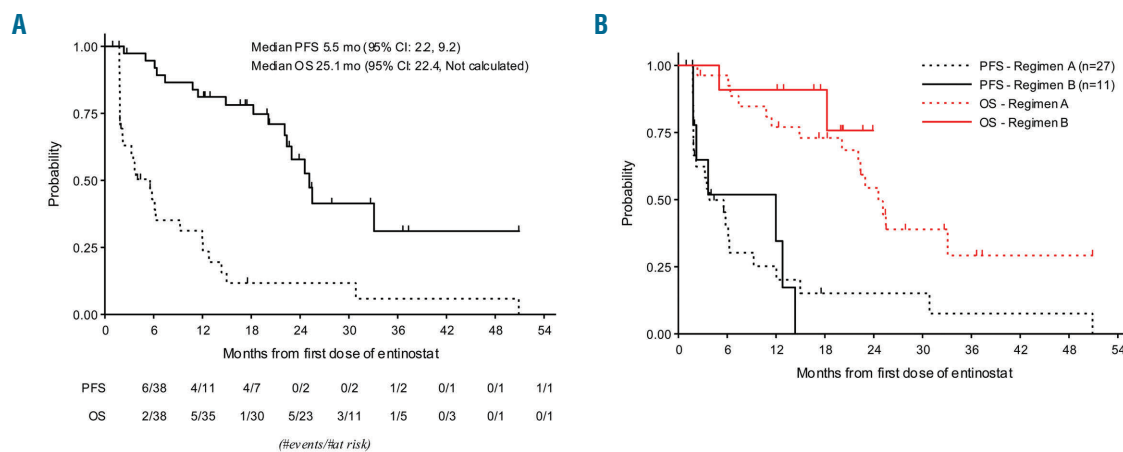 A
Median PFS 5.5 mo (95% CI: 2.2, 9.2)
Median OS 25.1 mo (95% CI: 22.4, Not calculated)
Probability
1.00
0.75
0.50
0.25
0.00
0 6 12 18 24 30 36 42 48 54
Months from first dose of entinostat
PFS 6/38 4/11 4/7 0/2 0/2 1/2 0/1 0/1 1/1
OS 2/38 5/35 1/30 5/23 3/11 1/5 0/3 0/1 0/1
(#events/#at risk)
B
PFS - Regimen A (n=27)
PFS - Regimen B (n=11)
OS - Regimen A
OS - Regimen B
Probability
1.00
0.75
0.50
0.25
0.00
0 6 12 18 24 30 36 42 48 54
Months from first dose of entinostat